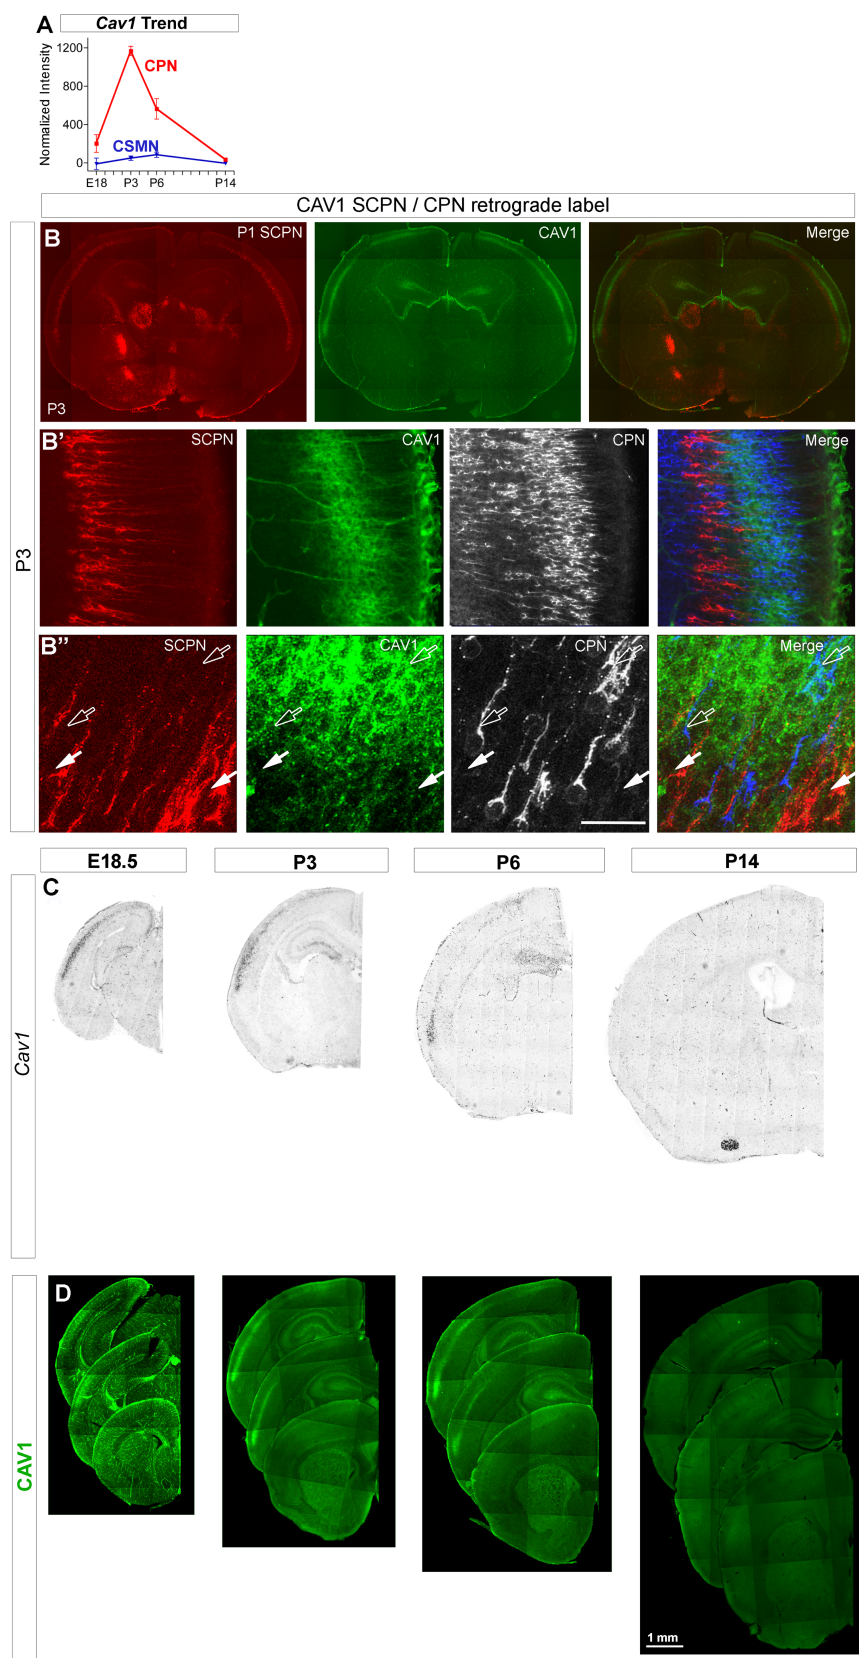 A Cav1 Trend
Normalized Intensity
1200
800
400
0
CPN
CSMN
E18 P3 P6 P14
CAV1 SCPN / CPN retrograde label
P3
B P1 SCPN CAV1 Merge
P3
B' SCPN CAV1 CPN Merge
B'' SCPN CAV1 CPN Merge
E18.5 P3 P6 P14
C
Cav1
D
CAV1
1 mm